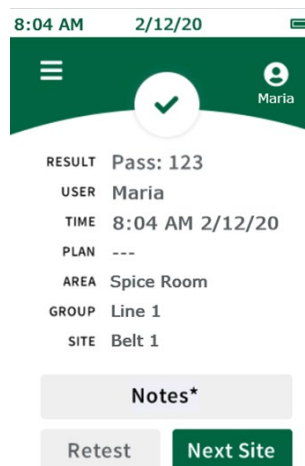 8:04 AM 2/12/20
Maria
RESULT Pass: 123
USER Maria
TIME 8:04 AM 2/12/20
PLAN ---
AREA Spice Room
GROUP Line 1
SITE Belt 1
Notes*
Retest Next Site